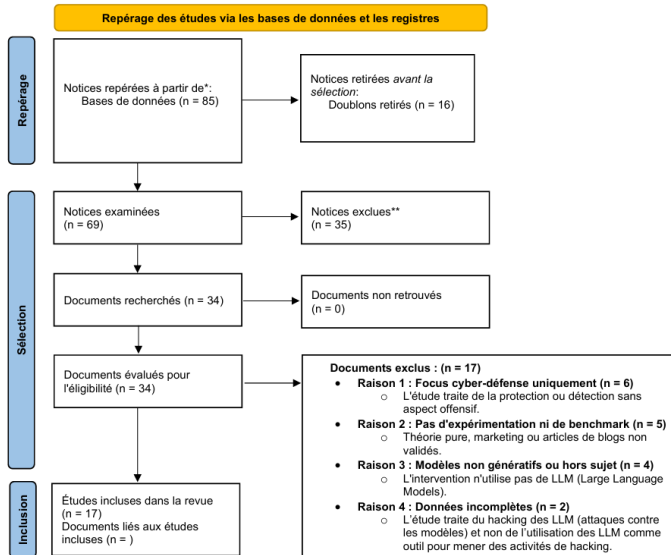 Repérage des études via les bases de données et les registres
Repérage
Notices repérées à partir de*:
Bases de données (n = 85)
Notices retirées avant la
sélection:
Doublons retirés (n = 16)
Sélection
Notices examinées
(n = 69)
Notices exclues**
(n = 35)
Documents recherchés (n = 34)
Documents non retrouvés
(n = 0)
Documents évalués pour
l'éligibilité (n = 34)
Documents exclus : (n = 17)
• Raison 1 : Focus cyber-défense uniquement (n = 6)
o L'étude traite de la protection ou détection sans
aspect offensif.
• Raison 2 : Pas d'expérimentation ni de benchmark (n = 5)
o Théorie pure, marketing ou articles de blogs non
validés.
• Raison 3 : Modèles non génératifs ou hors sujet (n = 4)
o L'intervention n'utilise pas de LLM (Large Language
Models).
• Raison 4 : Données incomplètes (n = 2)
o L'étude traite du hacking des LLM (attaques contre
les modèles) et non de l'utilisation des LLM comme
outil pour mener des activités de hacking.
Inclusion
Études incluses dans la revue
(n = 17)
Documents liés aux études
incluses (n = )